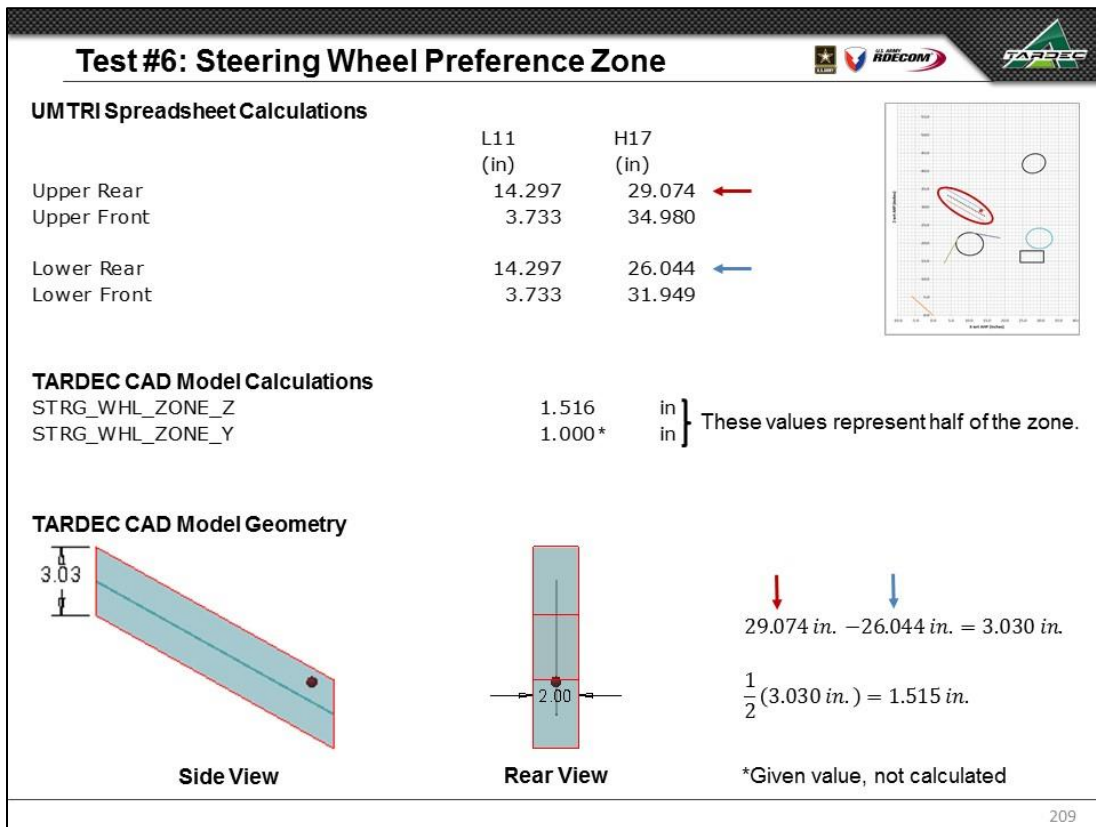 Test #6: Steering Wheel Preference Zone
U.S. ARMY
U.S. ARMY
RDECOM
TARDEC
UMTRI Spreadsheet Calculations
L11 H17
(in) (in)
Upper Rear 14.297 29.074
Upper Front 3.733 34.980
Lower Rear 14.297 26.044
Lower Front 3.733 31.949
TARDEC CAD Model Calculations
STRG_WHL_ZONE_Z 1.516 in
STRG_WHL_ZONE_Y 1.000* in
These values represent half of the zone.
TARDEC CAD Model Geometry
3.03
2.00
29.074 in. −26.044 in. = 3.030 in.
1/2 (3.030 in.) = 1.515 in.
Side View
Rear View
*Given value, not calculated
209